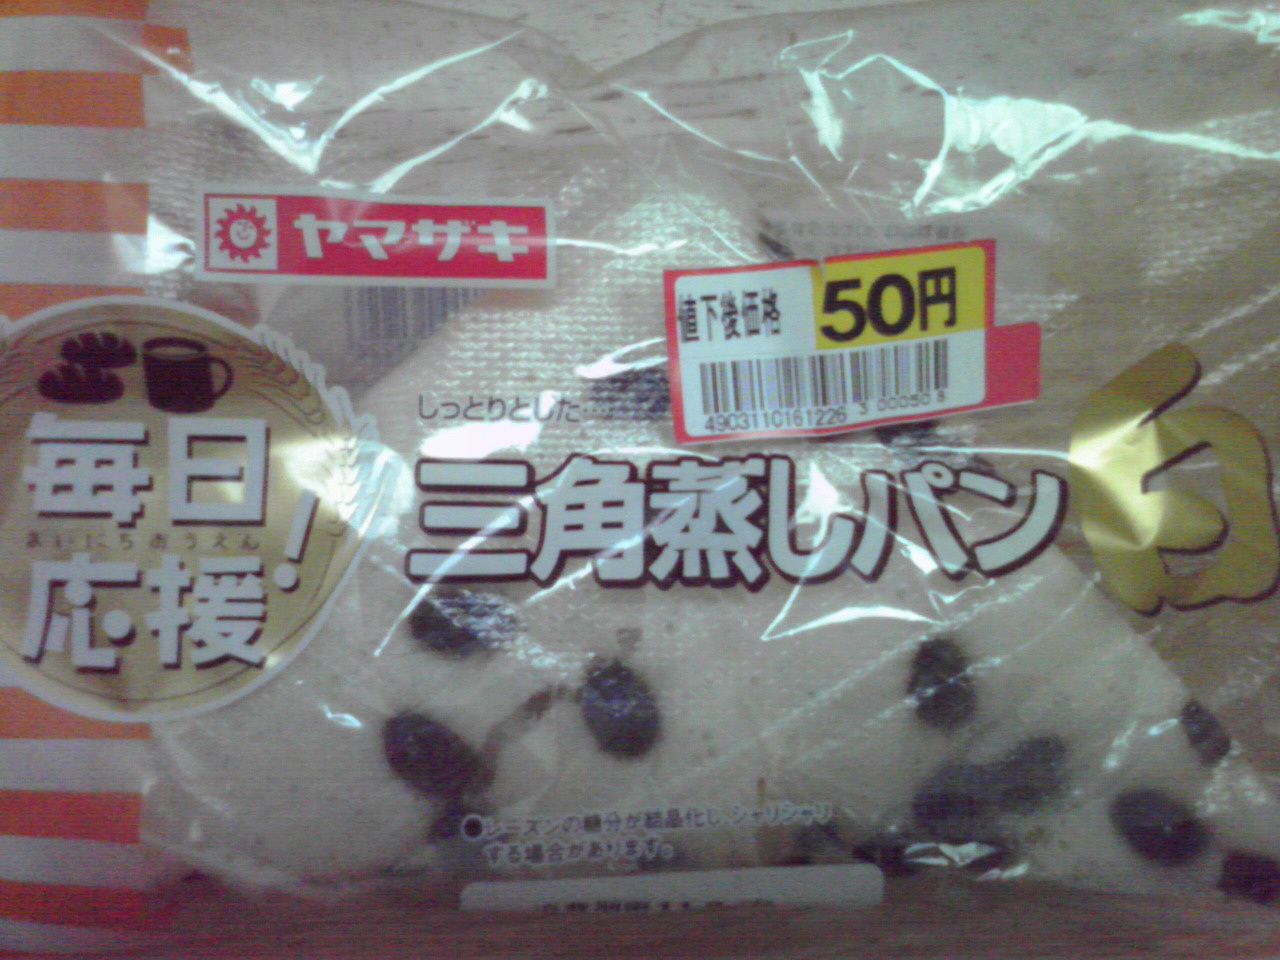 ヤマザキ
値下後価格
50円
4903110161226 3 00050 8
しっとりとした…
三角蒸しパン
白
毎日
まいにちおうえん
応援!
●レーズンの糖分が結晶化し、シャリシャリ
する場合があります。